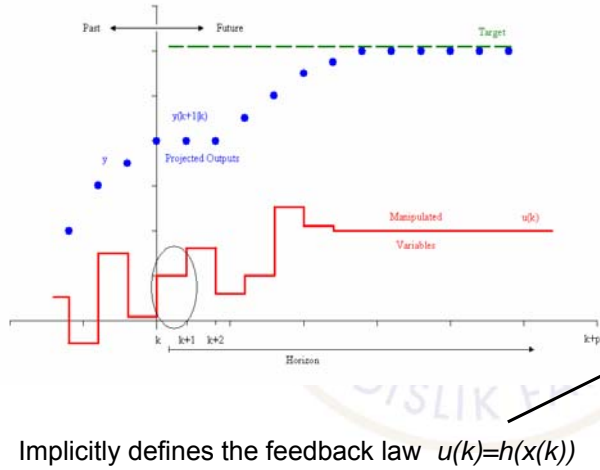 Past Future
Target
y(k+1|k)
y Projected Outputs
Manipulated u(k)
Variables
k k+1 k+2 k+p
Horizon
Implicitly defines the feedback law u(k)=h(x(k))